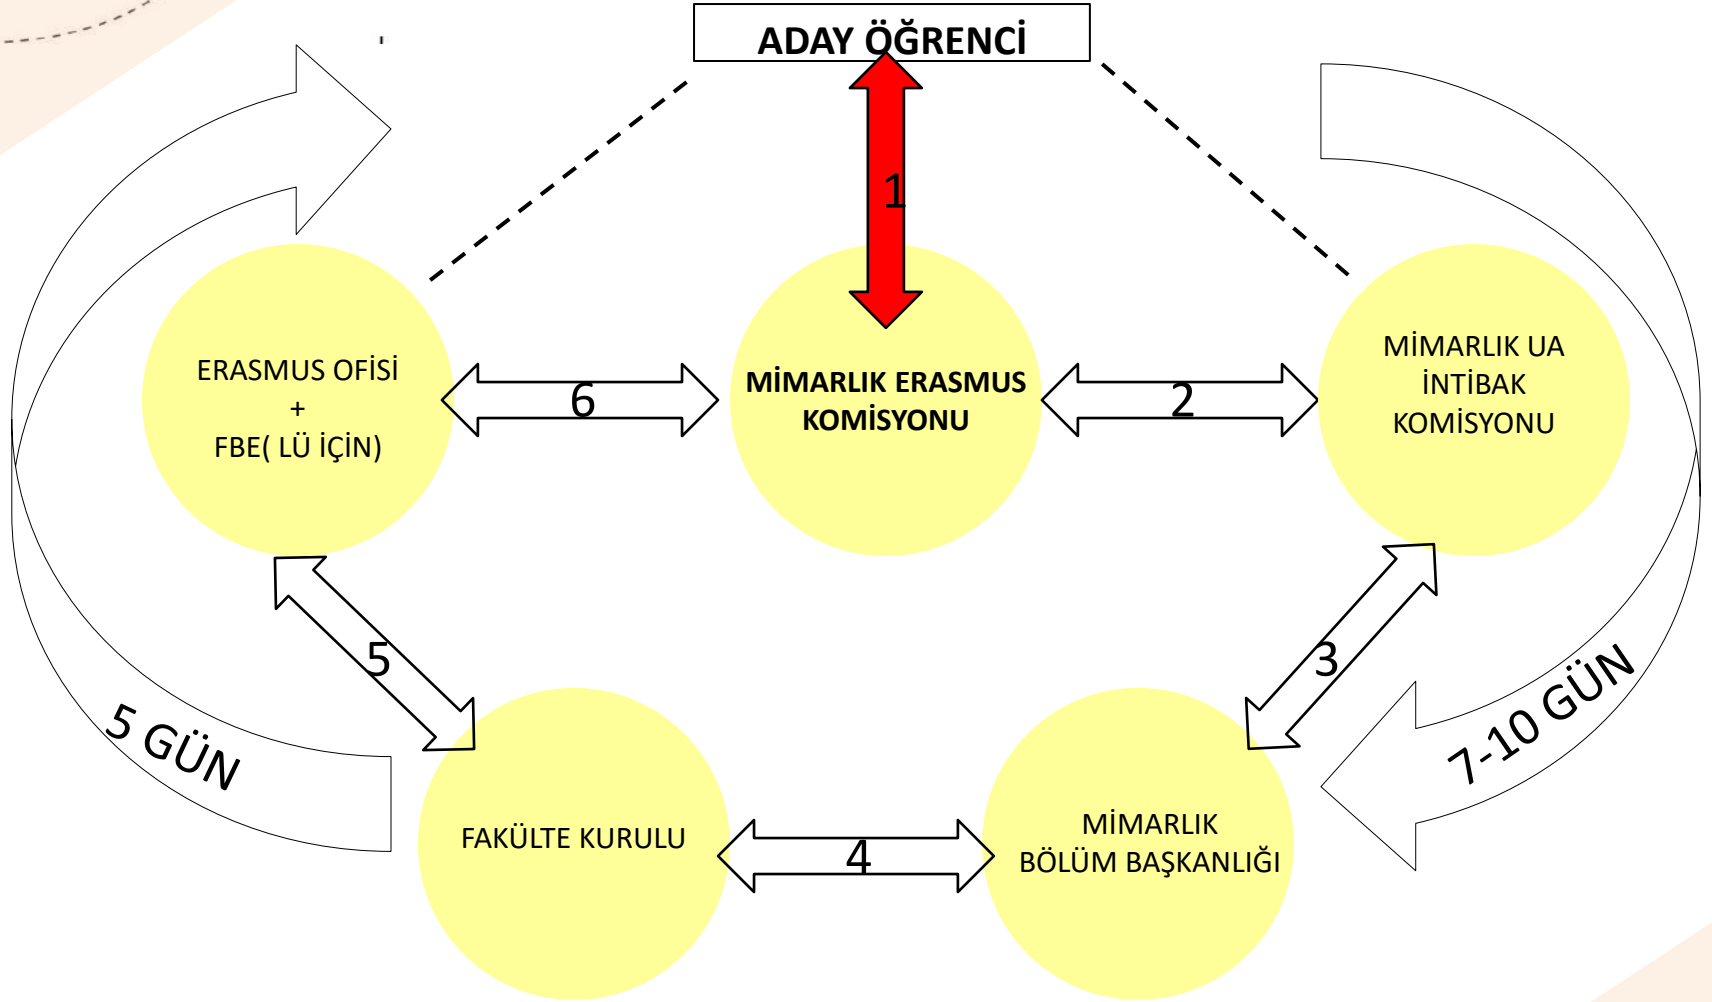 ADAY ÖĞRENCİ
1
ERASMUS OFİSİ
+
FBE( LÜ İÇİN)
6
MİMARLIK ERASMUS
KOMİSYONU
2
MİMARLIK UA
İNTİBAK
KOMİSYONU
5
3
5 GÜN
7-10 GÜN
FAKÜLTE KURULU
4
MİMARLIK
BÖLÜM BAŞKANLIĞI